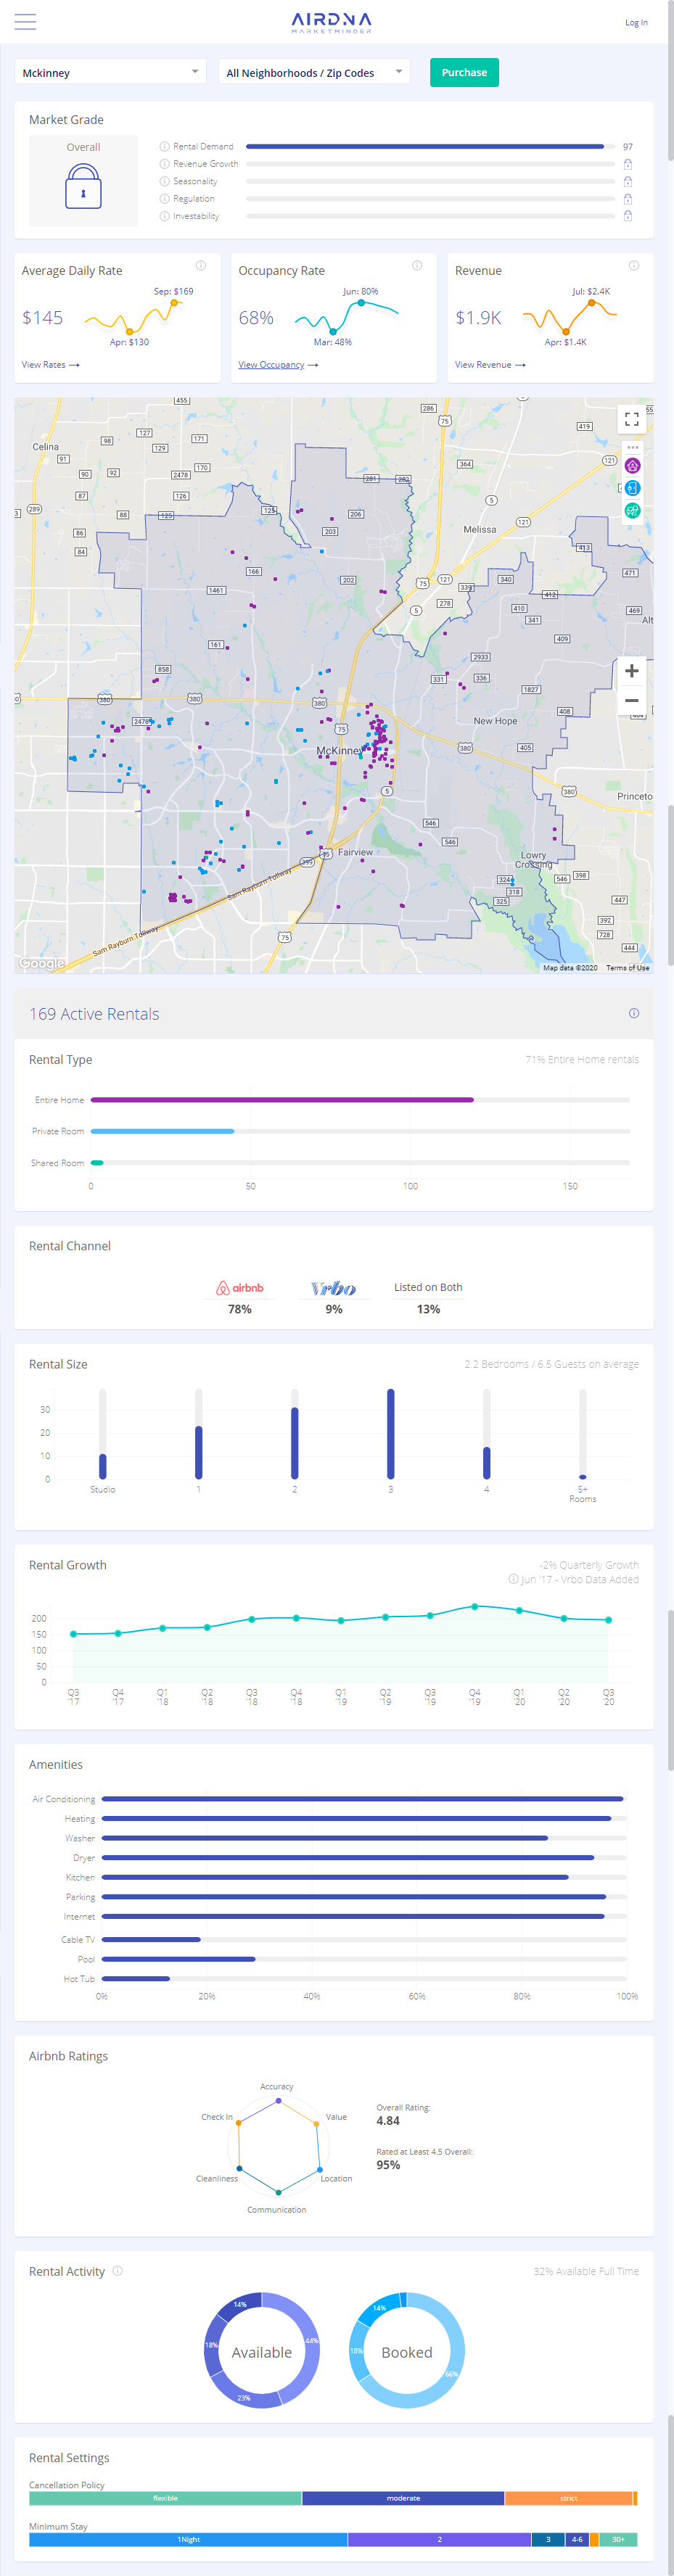 AIRDNA
MARKETMINDER
Log In
Mckinney
All Neighborhoods / Zip Codes
Purchase
Market Grade
Overall
Rental Demand 97
Revenue Growth
Seasonality
Regulation
Investability
Average Daily Rate
Sep: $169
$145
Apr: $130
View Rates →
Occupancy Rate
Jun: 80%
68%
Mar: 48%
View Occupancy →
Revenue
Jul: $2.4K
$1.9K
Apr: $1.4K
View Revenue →
Celina
Melissa
New Hope
McKinney
Princeto
Fairview
Lowry
Crossing
Sam Rayburn Tollway
Sam Rayburn Tollway
Google
Map data ©2020 Terms of Use
169 Active Rentals
Rental Type
71% Entire Home rentals
Entire Home
Private Room
Shared Room
0 50 100 150
Rental Channel
airbnb Vrbo Listed on Both
78% 9% 13%
Rental Size
2.2 Bedrooms / 6.5 Guests on average
30
20
10
0
Studio 1 2 3 4 5+
Rooms
Rental Growth
-2% Quarterly Growth
Jun '17 - Vrbo Data Added
200
150
100
50
0
Q3 Q4 Q1 Q2 Q3 Q4 Q1 Q2 Q3 Q4 Q1 Q2 Q3
'17 '17 '18 '18 '18 '18 '19 '19 '19 '19 '20 '20 '20
Amenities
Air Conditioning
Heating
Washer
Dryer
Kitchen
Parking
Internet
Cable TV
Pool
Hot Tub
0% 20% 40% 60% 80% 100%
Airbnb Ratings
Accuracy
Check In
Value
Cleanliness
Location
Communication
Overall Rating:
4.84
Rated at Least 4.5 Overall:
95%
Rental Activity
32% Available Full Time
14%
18%
Available
44%
23%
14%
18%
Booked
66%
Rental Settings
Cancellation Policy
flexible moderate strict
Minimum Stay
1Night 2 3 4-6 30+